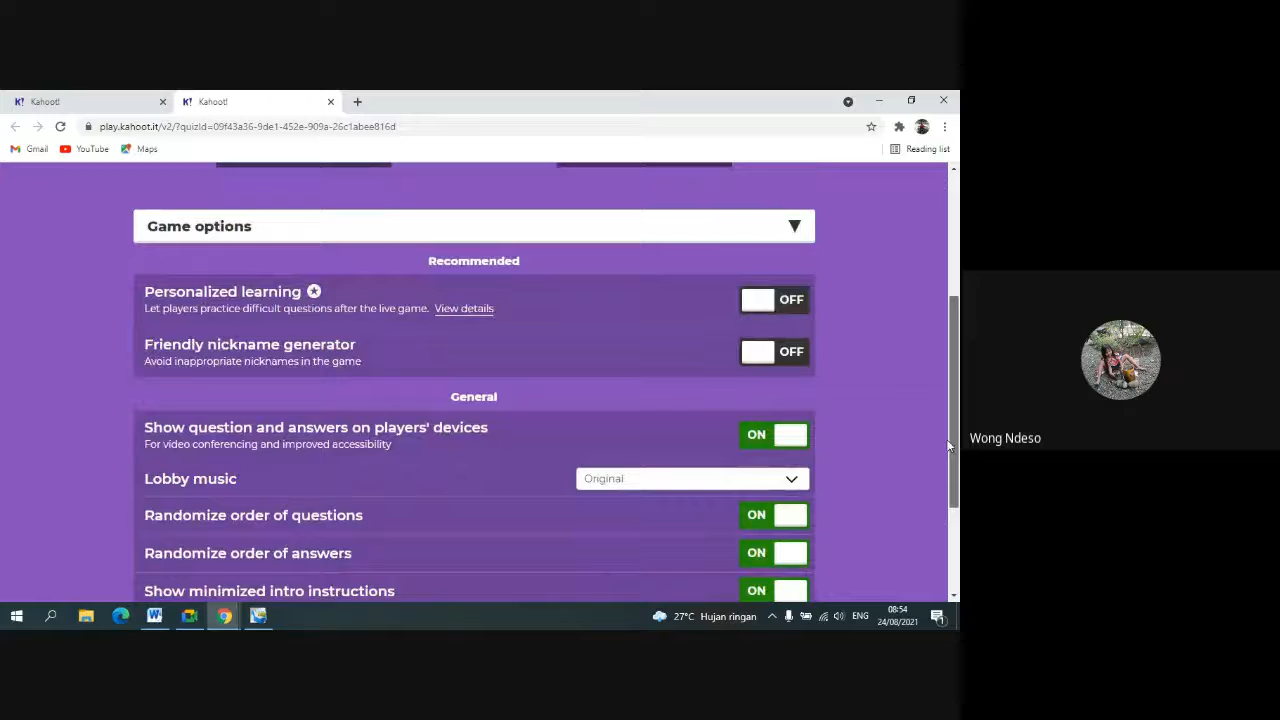 K! Kahoot!
K! Kahoot!
play.kahoot.it/v2/?quizId=09f43a36-9de1-452e-909a-26c1abee816d
Gmail YouTube Maps Reading list
Game options
Recommended
Personalized learning
Let players practice difficult questions after the live game. View details
OFF
Friendly nickname generator
Avoid inappropriate nicknames in the game
OFF
General
Show question and answers on players' devices
For video conferencing and improved accessibility
ON
Lobby music Original
Randomize order of questions ON
Randomize order of answers ON
Show minimized intro instructions ON
Wong Ndeso
27°C Hujan ringan ENG 08:54
24/08/2021
1